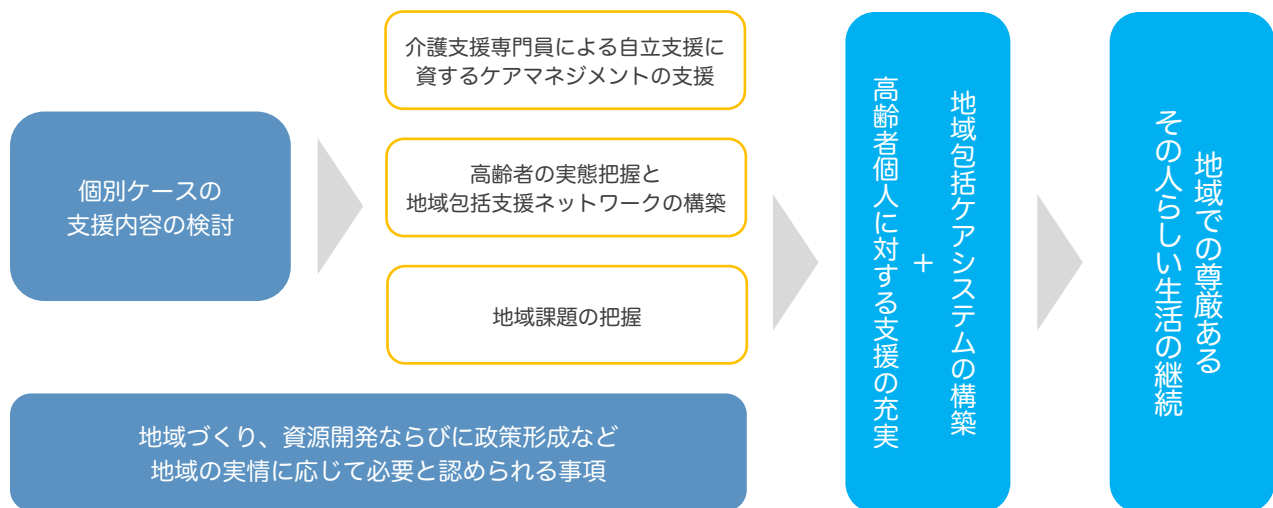 個別ケースの
支援内容の検討
介護支援専門員による自立支援に
資するケアマネジメントの支援
高齢者の実態把握と
地域包括支援ネットワークの構築
地域課題の把握
地域づくり、資源開発ならびに政策形成など
地域の実情に応じて必要と認められる事項
地域包括ケアシステムの構築
+
高齢者個人に対する支援の充実
地域での尊厳ある
その人らしい生活の継続